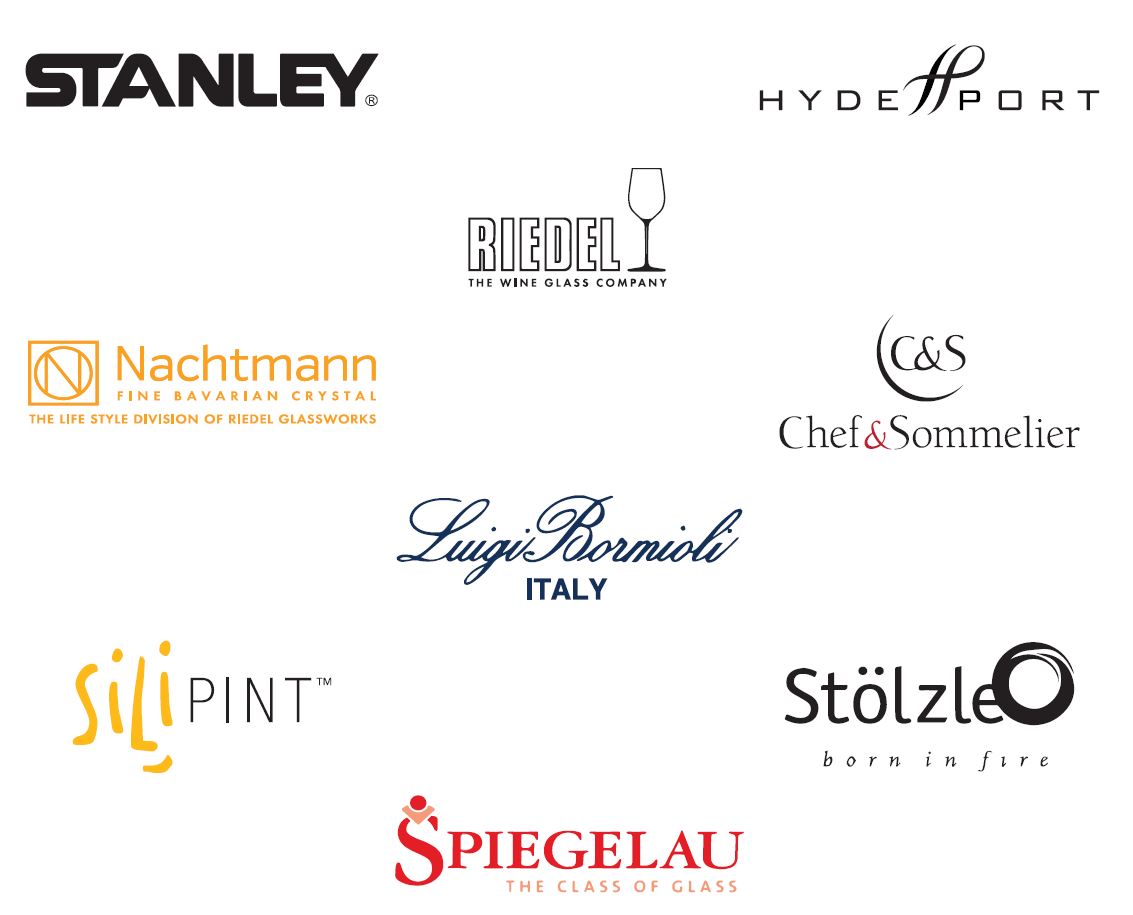 STANLEY®
HYDE PORT
RIEDEL
THE WINE GLASS COMPANY
N Nachtmann
FINE BAVARIAN CRYSTAL
THE LIFE STYLE DIVISION OF RIEDEL GLASSWORKS
C&S
Chef&Sommelier
Luigi Bormioli
ITALY
SiLiPINT™
Stölzle
born in fire
SPIEGELAU
THE CLASS OF GLASS